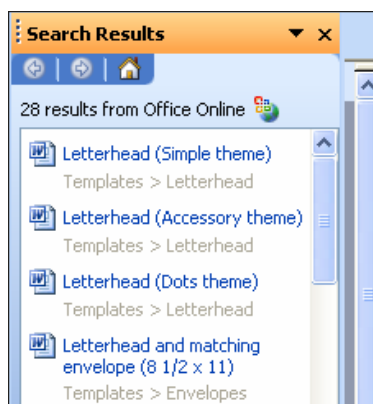 Search Results
28 results from Office Online
Letterhead (Simple theme)
Templates > Letterhead
Letterhead (Accessory theme)
Templates > Letterhead
Letterhead (Dots theme)
Templates > Letterhead
Letterhead and matching
envelope (8 1/2 x 11)
Templates > Envelopes